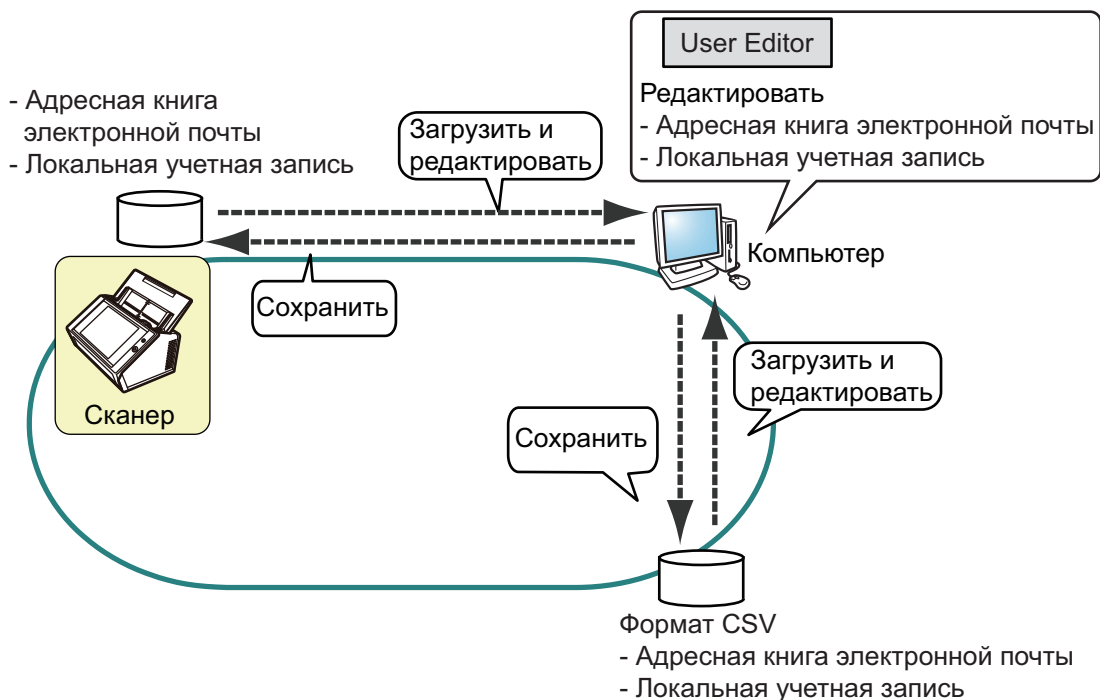 User Editor
Редактировать
- Адресная книга электронной почты
- Локальная учетная запись
- Адресная книга
электронной почты
- Локальная учетная запись
Загрузить и
редактировать
Компьютер
Сохранить
Сканер
Загрузить и
редактировать
Сохранить
Формат CSV
- Адресная книга электронной почты
- Локальная учетная запись